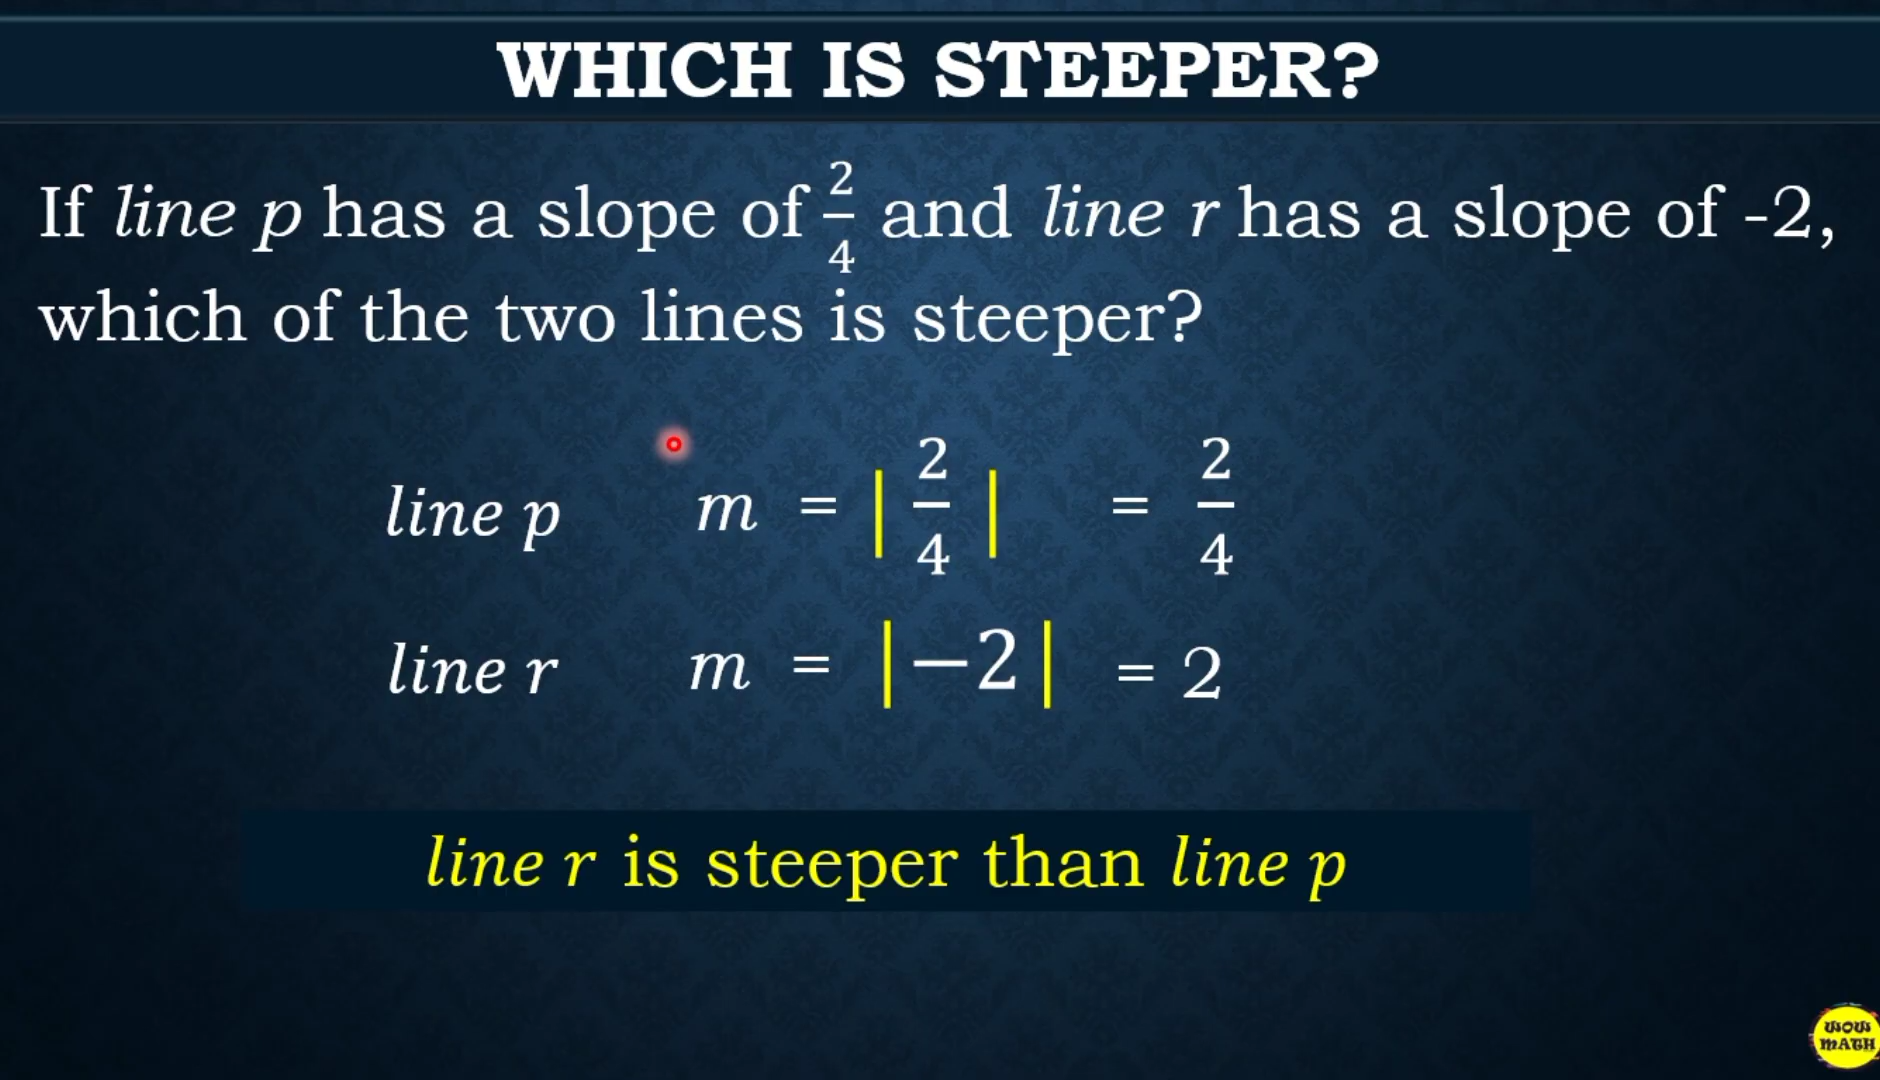 WHICH IS STEEPER?
If line p has a slope of 2/4 and line r has a slope of -2,
which of the two lines is steeper?
line p m = |2/4| = 2/4
line r m = |−2| = 2
line r is steeper than line p
WOW
MATH